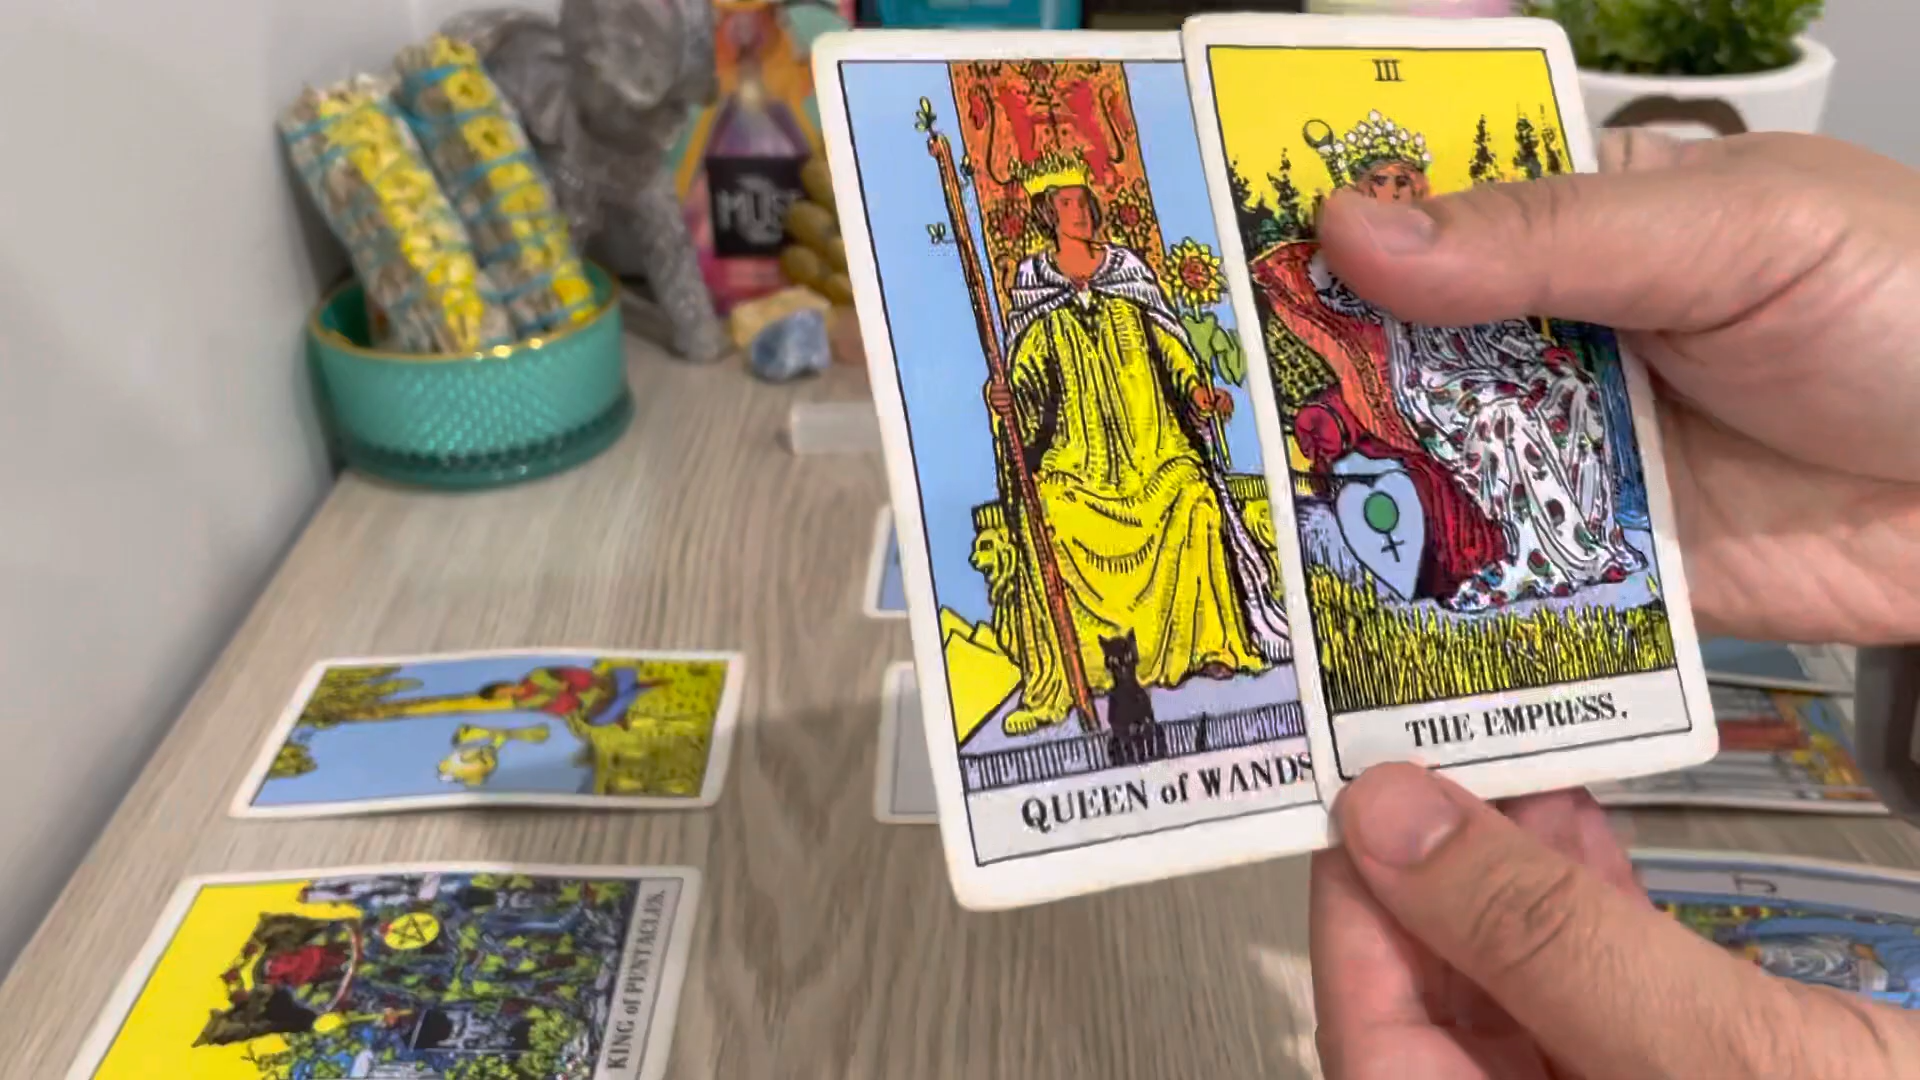 III
MUSE
QUEEN of WANDS
THE EMPRESS.
KING of PENTACLES.